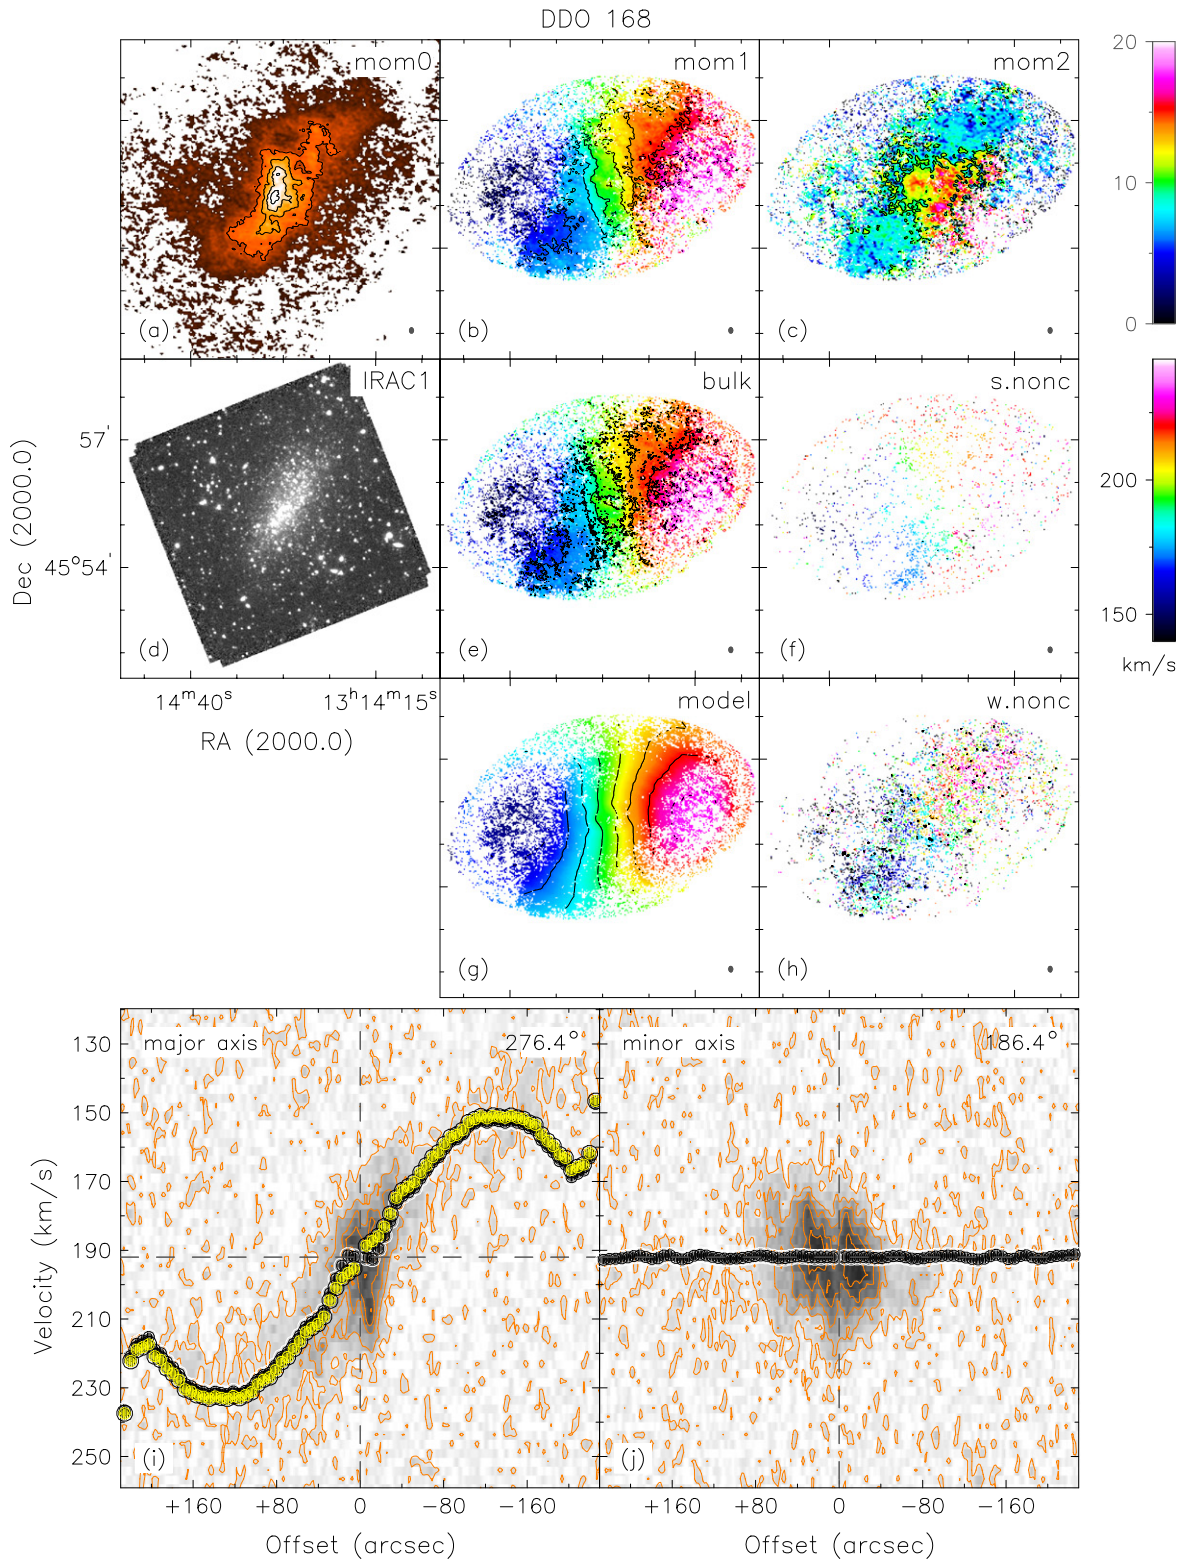 DDO 168
mom0
mom1
mom2
20
10
0
(a)
(b)
(c)
IRAC1
bulk
s.nonc
57'
45°54'
Dec (2000.0)
200
150
km/s
(d)
(e)
(f)
14ᵐ40ˢ
13ʰ14ᵐ15ˢ
RA (2000.0)
model
w.nonc
(g)
(h)
major axis
276.4°
minor axis
186.4°
130
150
170
190
210
230
250
Velocity (km/s)
(i)
(j)
+160
+80
0
−80
−160
+160
+80
0
−80
−160
Offset (arcsec)
Offset (arcsec)